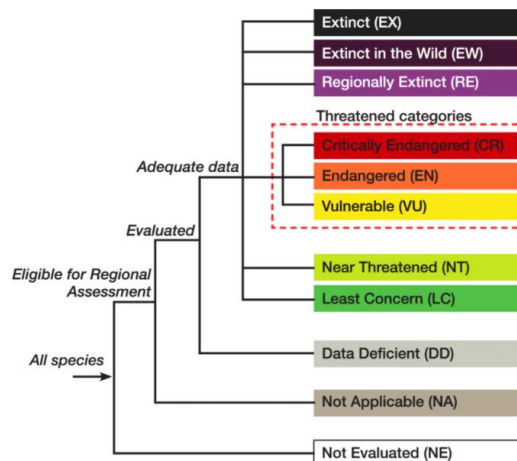 Extinct (EX)
Extinct in the Wild (EW)
Regionally Extinct (RE)
Threatened categories
Critically Endangered (CR)
Adequate data
Endangered (EN)
Vulnerable (VU)
Evaluated
Eligible for Regional
Assessment
Near Threatened (NT)
Least Concern (LC)
All species
Data Deficient (DD)
Not Applicable (NA)
Not Evaluated (NE)